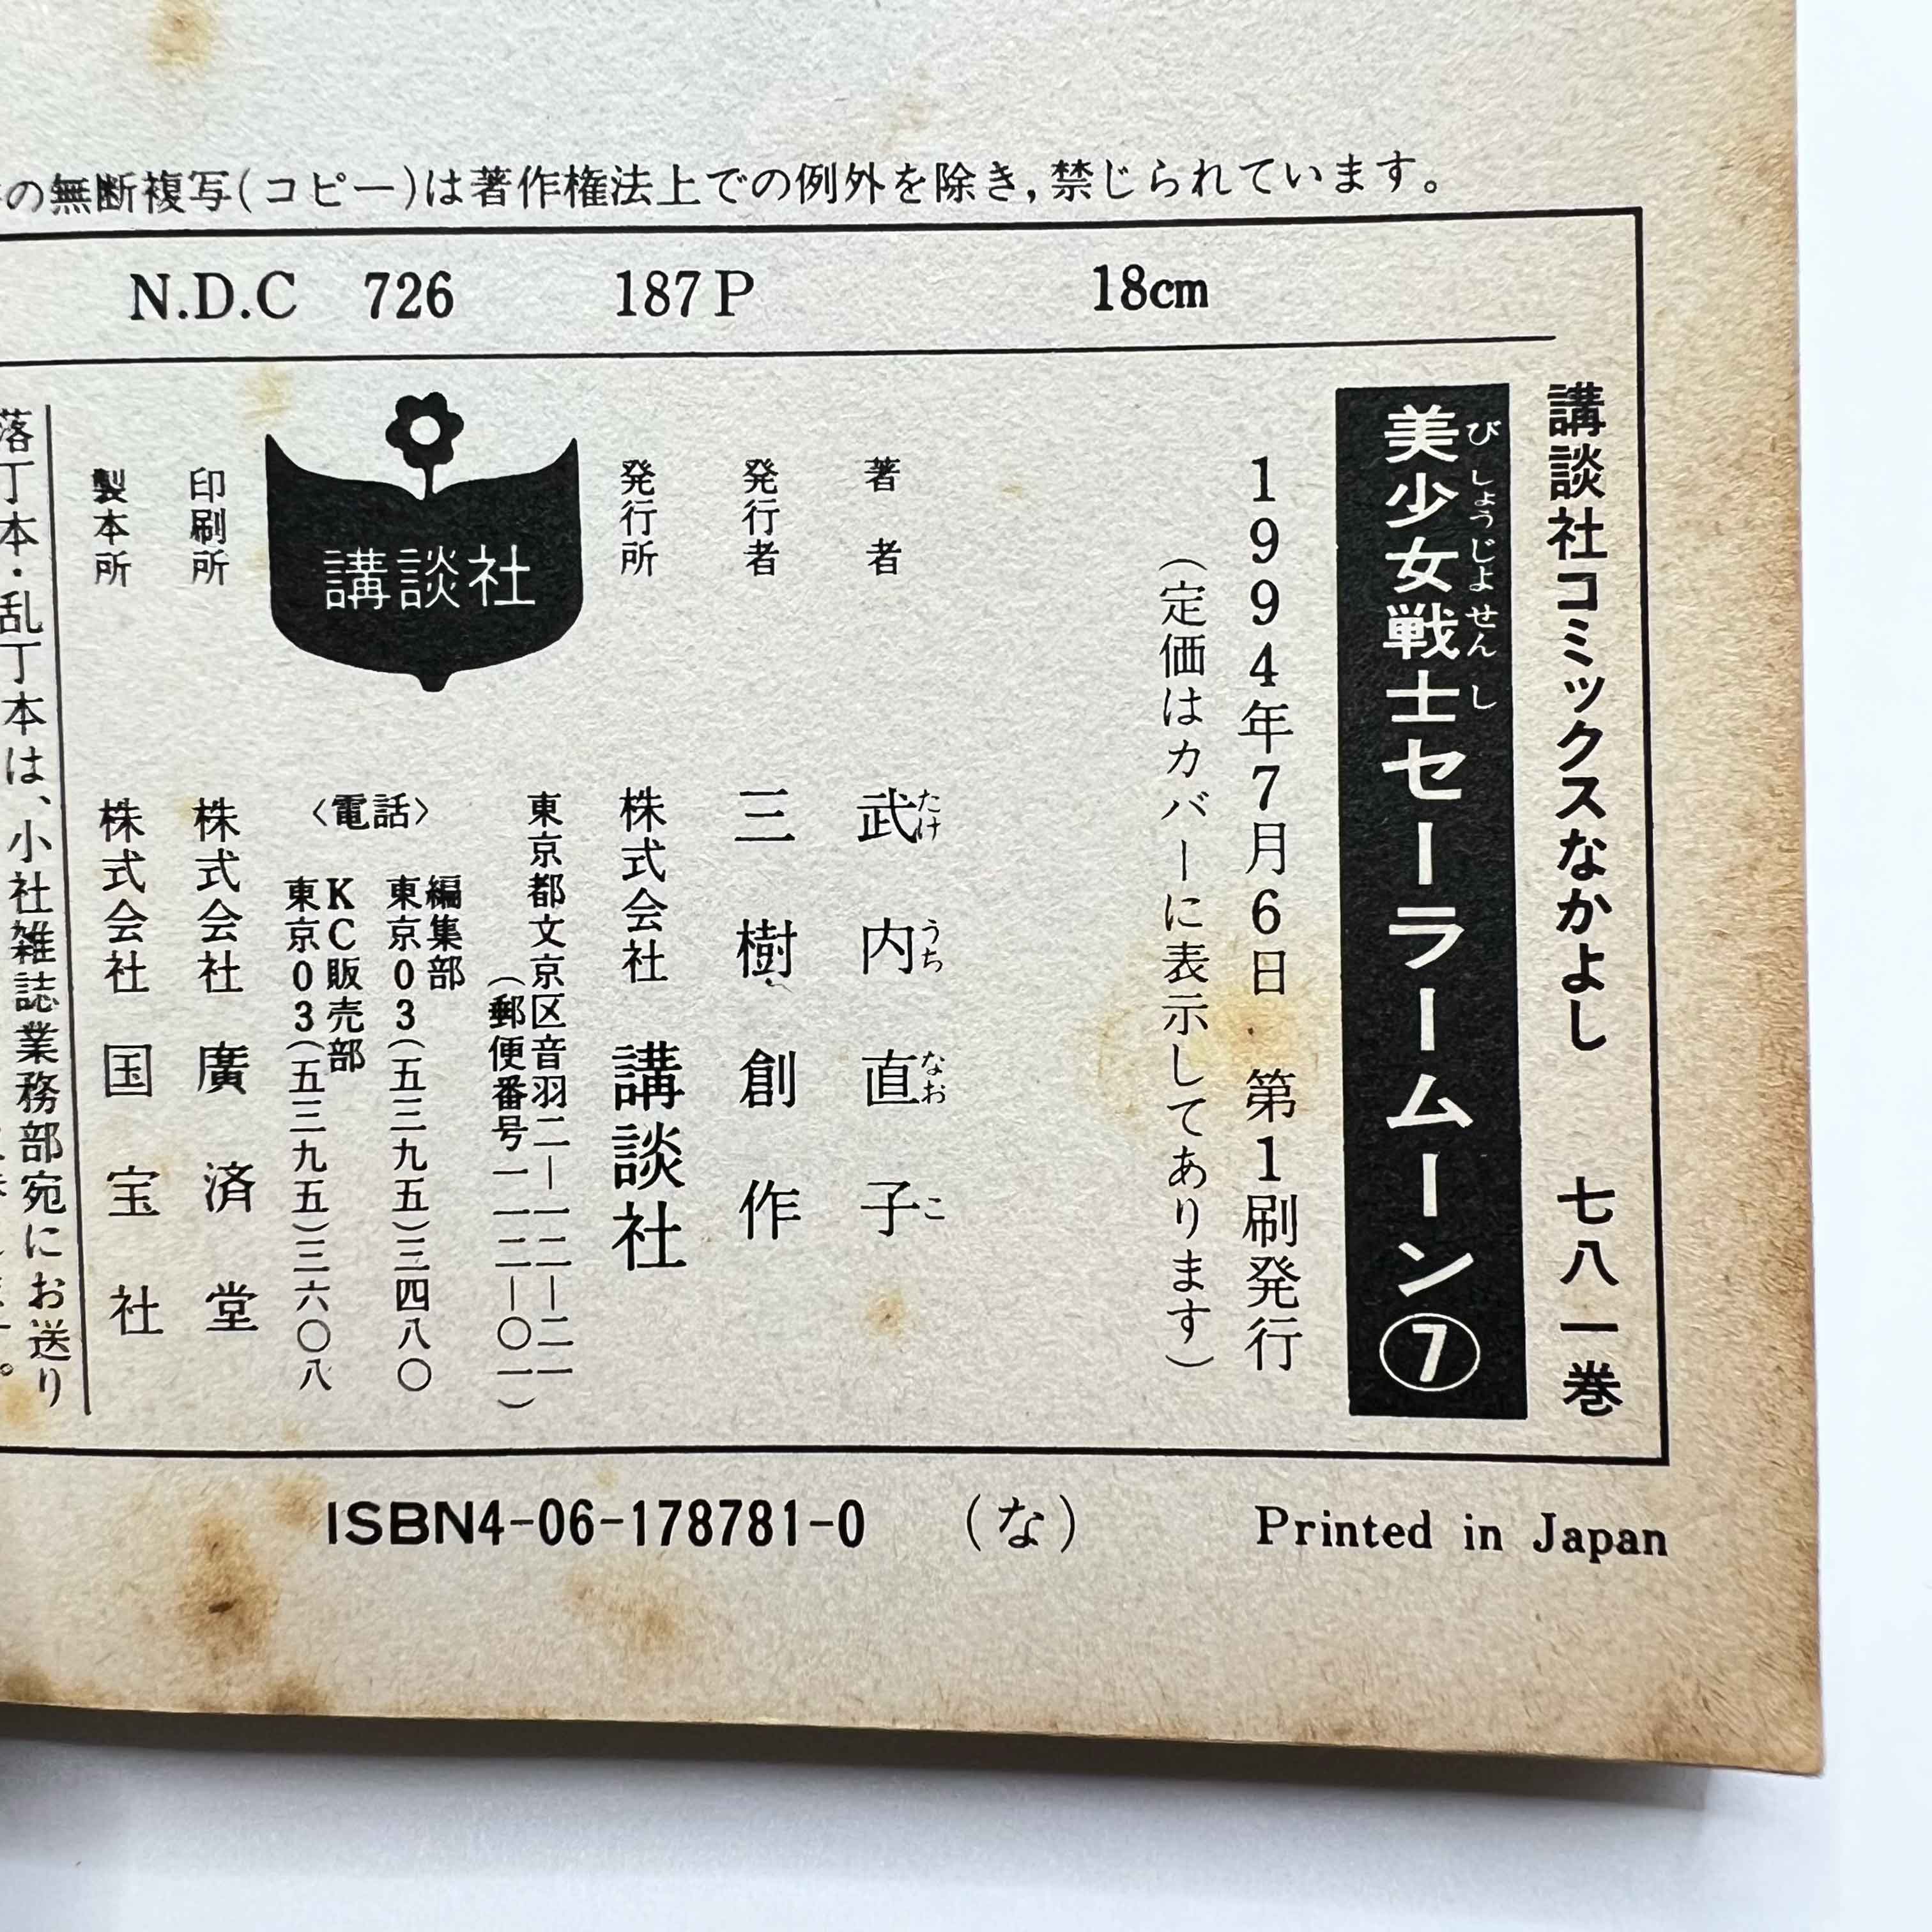 の無断複写(コピー)は著作権法上での例外を除き,禁じられています。
N.D.C 726 187P 18cm
講談社コミックスなかよし 七八一巻
美少女戦士セーラームーン⑦
びしょうじょせんし
1994年7月6日 第1刷発行
(定価はカバーに表示してあります)
著者 武内直子
たけうちなおこ
発行者 三樹創作
発行所 株式会社 講談社
東京都文京区音羽二―一二―二一
(郵便番号一一二―〇一)
〈電話〉
編集部
東京03(五三九五)三四八〇
KC販売部
東京03(五三九五)三六〇八
講談社
印刷所 株式会社 廣済堂
製本所 株式会社 国宝社
落丁本・乱丁本は、小社雑誌業務部宛にお送り
ISBN4-06-178781-0 (な) Printed in Japan